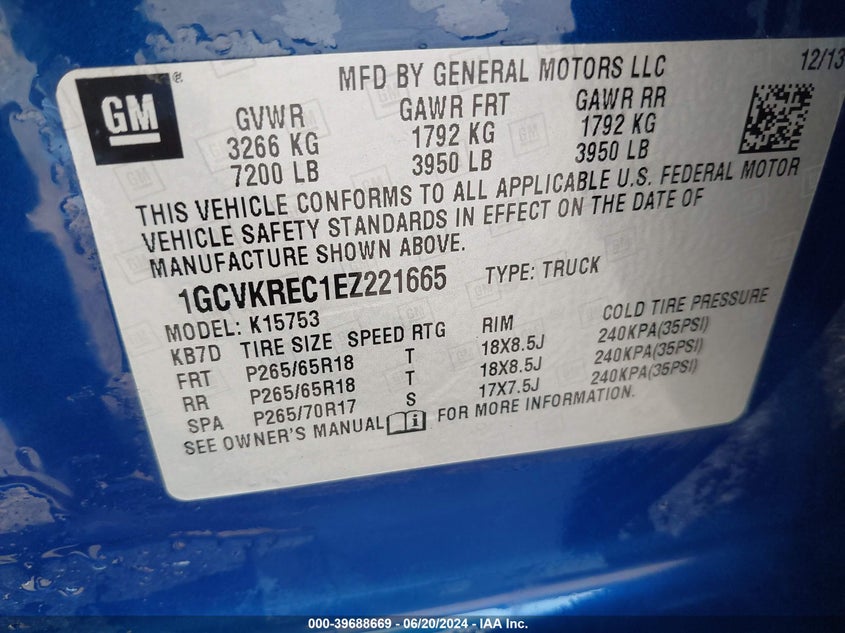 GM
MFD BY GENERAL MOTORS LLC 12/13
GVWR GAWR FRT GAWR RR
3266 KG 1792 KG 1792 KG
7200 LB 3950 LB 3950 LB
THIS VEHICLE CONFORMS TO ALL APPLICABLE U.S. FEDERAL MOTOR
VEHICLE SAFETY STANDARDS IN EFFECT ON THE DATE OF
MANUFACTURE SHOWN ABOVE.
1GCVKREC1EZ221665 TYPE: TRUCK
MODEL: K15753
KB7D TIRE SIZE SPEED RTG RIM COLD TIRE PRESSURE
FRT P265/65R18 T 18X8.5J 240KPA(35PSI)
RR P265/65R18 T 18X8.5J 240KPA(35PSI)
SPA P265/70R17 S 17X7.5J 240KPA(35PSI)
SEE OWNER'S MANUAL FOR MORE INFORMATION.
000-39688669 - 06/20/2024 - IAA Inc.